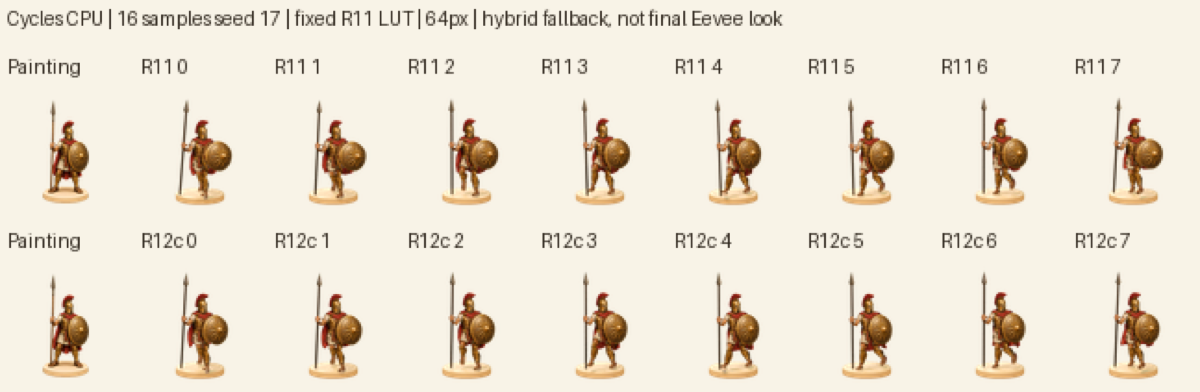 Cycles CPU | 16 samples seed 17 | fixed R11 LUT | 64px | hybrid fallback, not final Eevee look
Painting R11 0 R11 1 R11 2 R11 3 R11 4 R11 5 R11 6 R11 7
Painting R12c 0 R12c 1 R12c 2 R12c 3 R12c 4 R12c 5 R12c 6 R12c 7